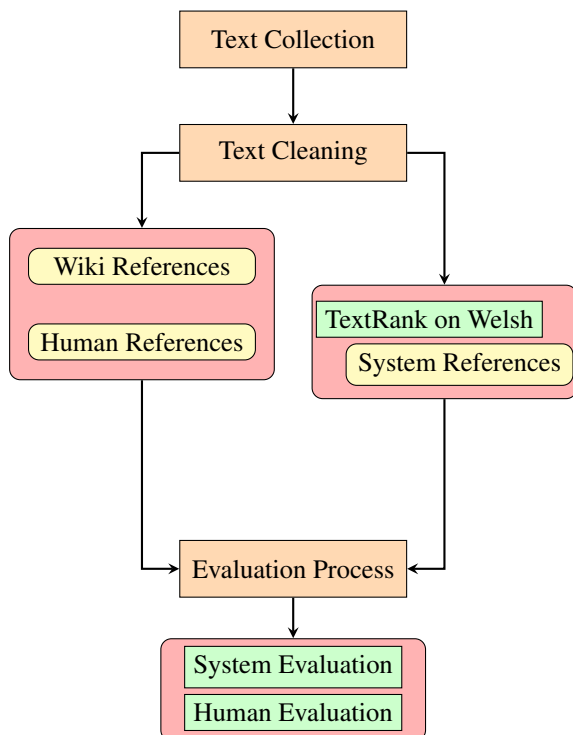 Text Collection
Text Cleaning
Wiki References
Human References
TextRank on Welsh
System References
Evaluation Process
System Evaluation
Human Evaluation